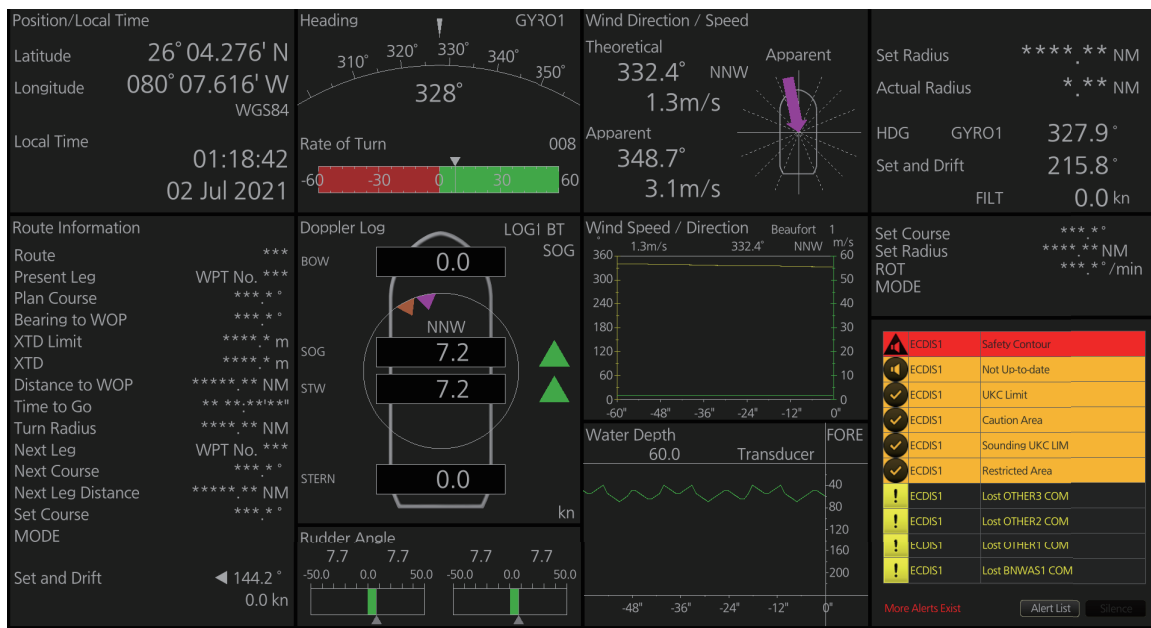 Position/Local Time
Latitude 26° 04.276' N
Longitude 080° 07.616' W
WGS84
Local Time
01:18:42
02 Jul 2021
Heading GYRO1
310° 320° 330° 340° 350°
328°
Rate of Turn 008
-60 -30 0 30 60
Wind Direction / Speed
Theoretical
332.4° NNW
1.3m/s
Apparent
Apparent
348.7°
3.1m/s
Set Radius ****.** NM
Actual Radius *.** NM
HDG GYRO1 327.9°
Set and Drift 215.8°
FILT 0.0 kn
Route Information
Route ***
Present Leg WPT No. ***
Plan Course ***.*°
Bearing to WOP ***.*°
XTD Limit ****.* m
XTD ****.* m
Distance to WOP *****.** NM
Time to Go ** **:**'**"
Turn Radius ****.** NM
Next Leg WPT No. ***
Next Course ***.*°
Next Leg Distance *****.** NM
Set Course ***.*°
MODE
Set and Drift 144.2°
0.0 kn
Doppler Log LOG1 BT
SOG
BOW 0.0
NNW
SOG 7.2
STW 7.2
STERN 0.0
kn
Rudder Angle
7.7 7.7 7.7 7.7
-50.0 0.0 50.0 -50.0 0.0 50.0
Wind Speed / Direction Beaufort 1
° 1.3m/s 332.4° NNW m/s
360 60
300 50
240 40
180 30
120 20
60 10
0 0
-60" -48" -36" -24" -12" 0"
Water Depth FORE
60.0 Transducer
40
80
120
160
200
-48" -36" -24" -12" 0"
Set Course ***.*°
Set Radius ****.** NM
ROT ***.*°/min
MODE
ECDIS1 Safety Contour
ECDIS1 Not Up-to-date
ECDIS1 UKC Limit
ECDIS1 Caution Area
ECDIS1 Sounding UKC LIM
ECDIS1 Restricted Area
ECDIS1 Lost OTHER3 COM
ECDIS1 Lost OTHER2 COM
ECDIS1 Lost OTHER1 COM
ECDIS1 Lost BNWAS1 COM
More Alerts Exist Alert List Silence